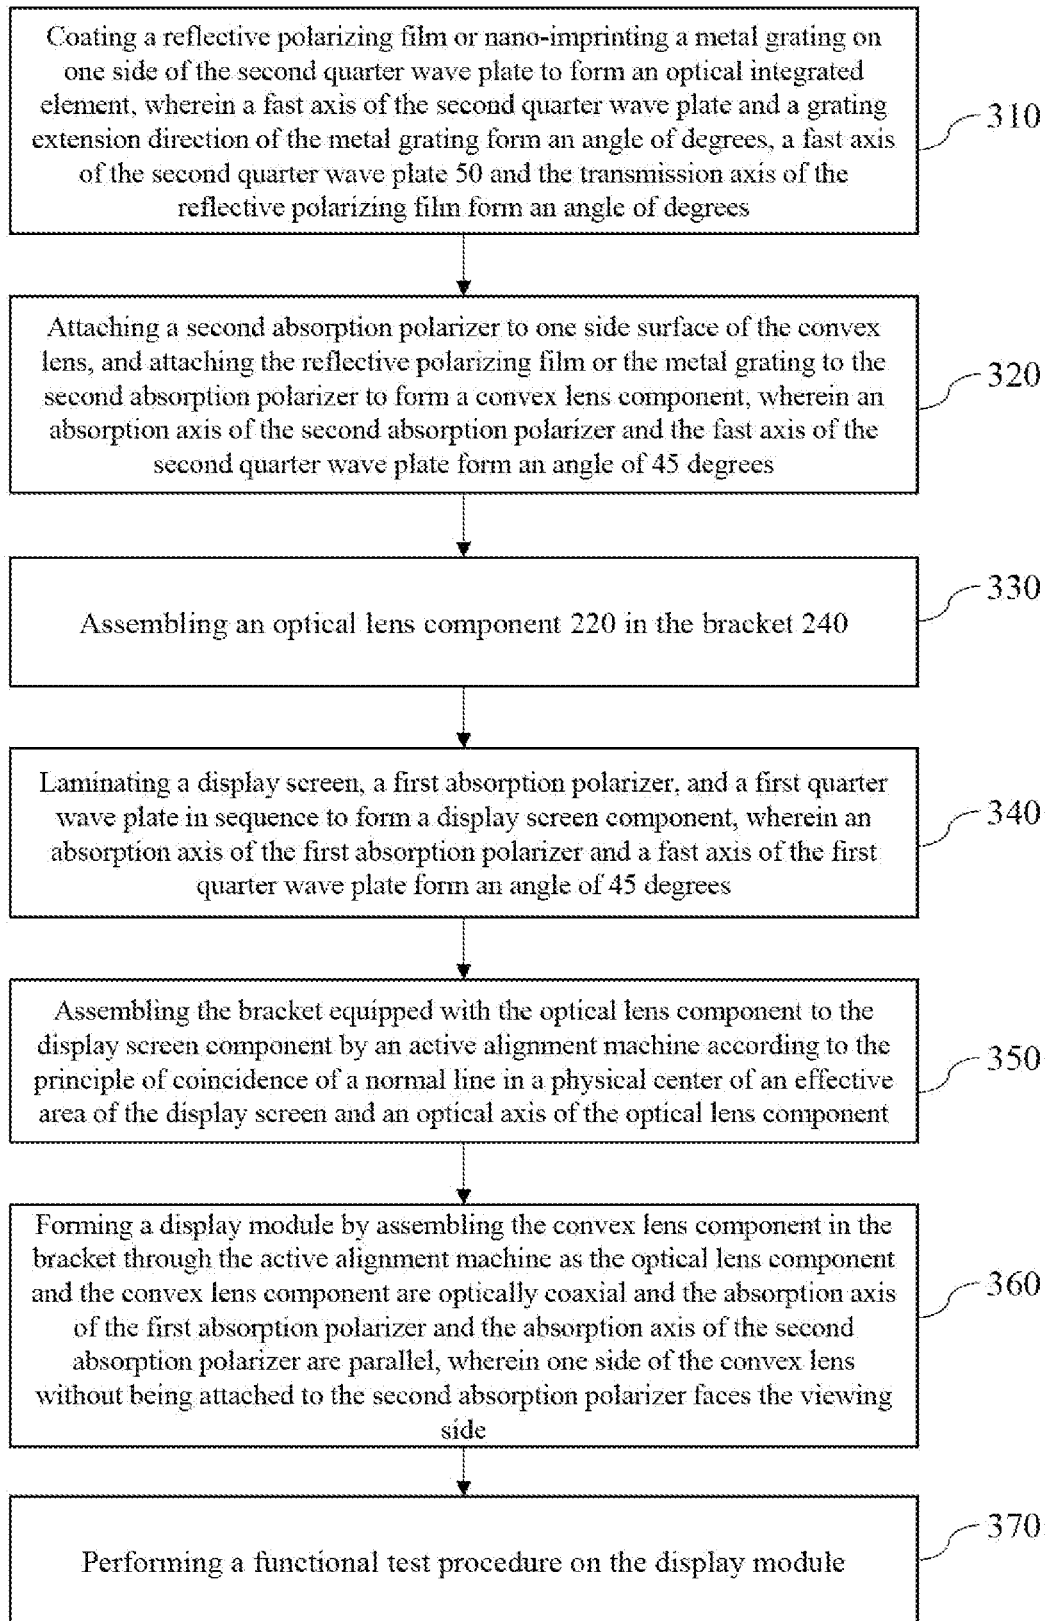 Coating a reflective polarizing film or nano-imprinting a metal grating on
one side of the second quarter wave plate to form an optical integrated
element, wherein a fast axis of the second quarter wave plate and a grating
extension direction of the metal grating form an angle of degrees, a fast axis
of the second quarter wave plate 50 and the transmission axis of the
reflective polarizing film form an angle of degrees
310
Attaching a second absorption polarizer to one side surface of the convex
lens, and attaching the reflective polarizing film or the metal grating to the
second absorption polarizer to form a convex lens component, wherein an
absorption axis of the second absorption polarizer and the fast axis of the
second quarter wave plate form an angle of 45 degrees
320
Assembling an optical lens component 220 in the bracket 240
330
Laminating a display screen, a first absorption polarizer, and a first quarter
wave plate in sequence to form a display screen component, wherein an
absorption axis of the first absorption polarizer and a fast axis of the first
quarter wave plate form an angle of 45 degrees
340
Assembling the bracket equipped with the optical lens component to the
display screen component by an active alignment machine according to the
principle of coincidence of a normal line in a physical center of an effective
area of the display screen and an optical axis of the optical lens component
350
Forming a display module by assembling the convex lens component in the
bracket through the active alignment machine as the optical lens component
and the convex lens component are optically coaxial and the absorption axis
of the first absorption polarizer and the absorption axis of the second
absorption polarizer are parallel, wherein one side of the convex lens
without being attached to the second absorption polarizer faces the viewing
side
360
Performing a functional test procedure on the display module
370